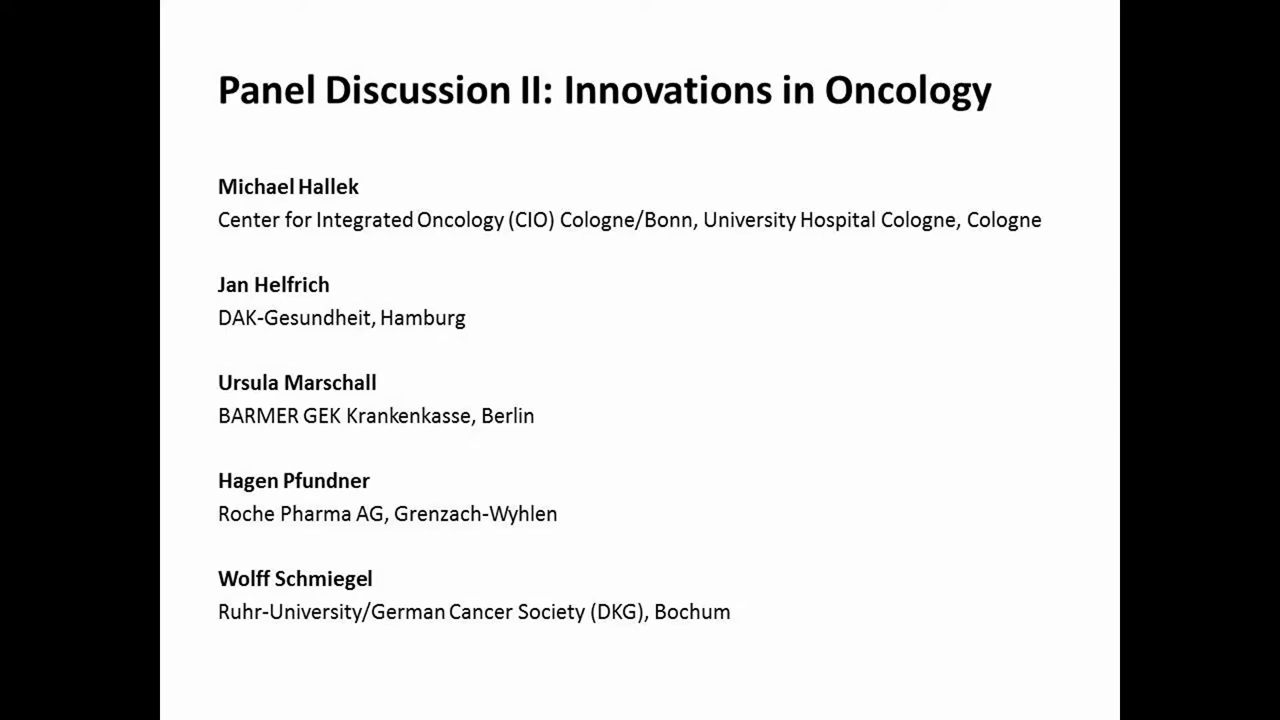 Panel Discussion II: Innovations in Oncology
Michael Hallek
Center for Integrated Oncology (CIO) Cologne/Bonn, University Hospital Cologne, Cologne
Jan Helfrich
DAK-Gesundheit, Hamburg
Ursula Marschall
BARMER GEK Krankenkasse, Berlin
Hagen Pfundner
Roche Pharma AG, Grenzach-Wyhlen
Wolff Schmiegel
Ruhr-University/German Cancer Society (DKG), Bochum